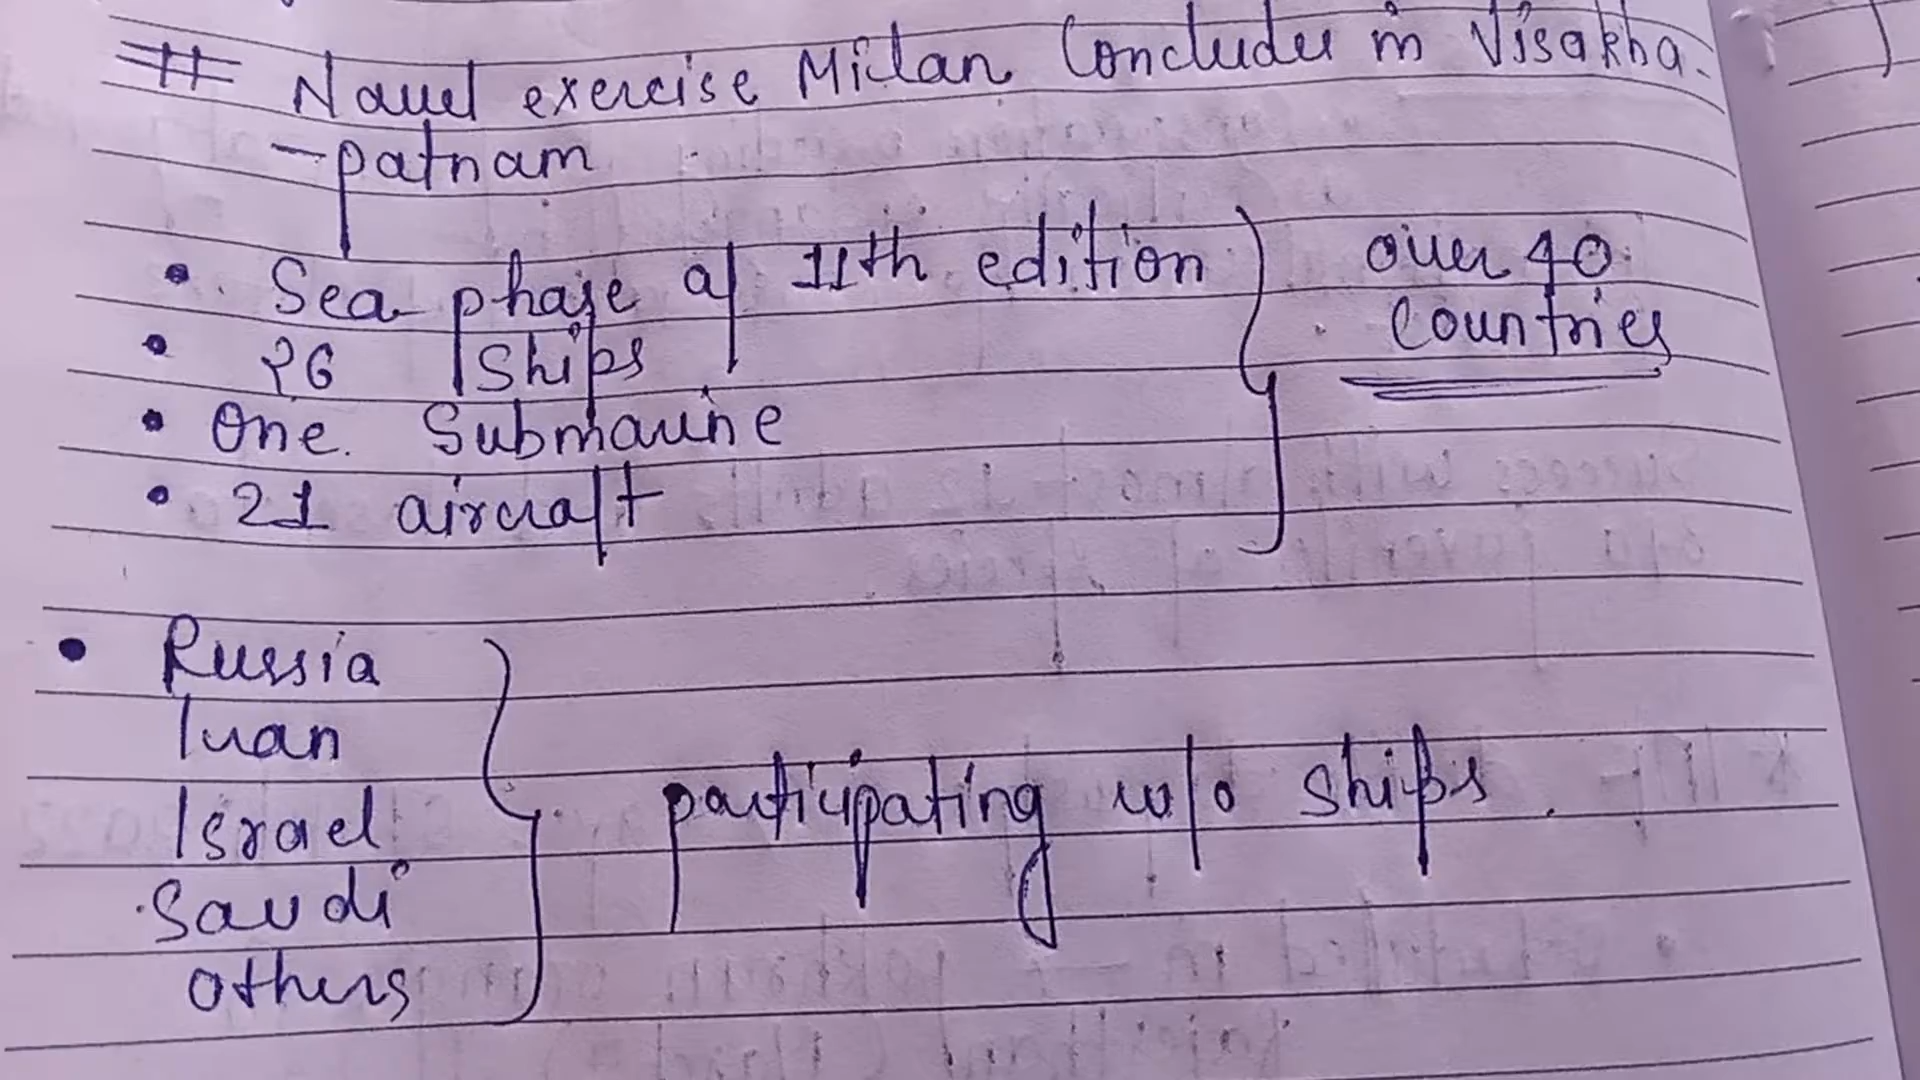 # Naval exercise Milan Concludes in Visakha-
-patnam
• Sea phase of 11th edition
• 26 Ships
• One Submarine
• 21 aircraft
over 40
Countries
• Russia
Iran
Israel
Saudi
others
participating w/o ships.